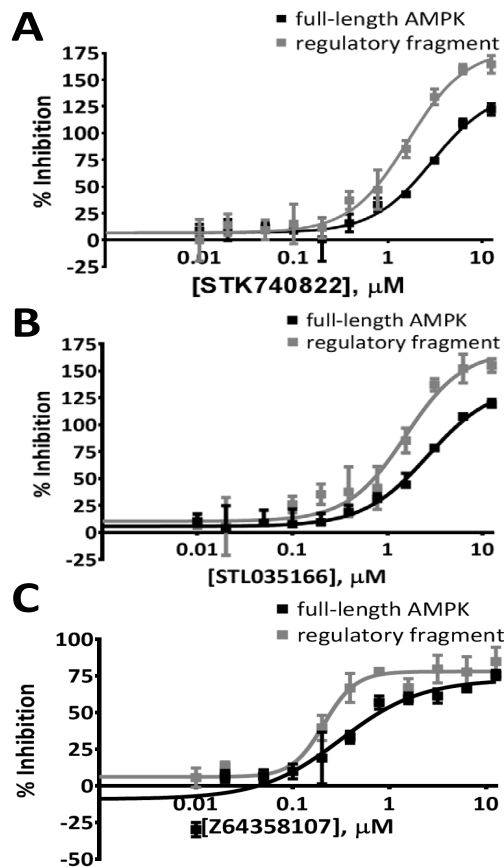 A
full-length AMPK
regulatory fragment
175
150
125
100
75
50
25
0
-25
% Inhibition
0.01 0.1 1 10
[STK740822], µM
B
full-length AMPK
regulatory fragment
175
150
125
100
75
50
25
0
-25
% Inhibition
0.01 0.1 1 10
[STL035166], µM
C
full-length AMPK
regulatory fragment
100
75
50
25
0
-25
-50
% Inhibition
0.01 0.1 1 10
[Z64358107], µM